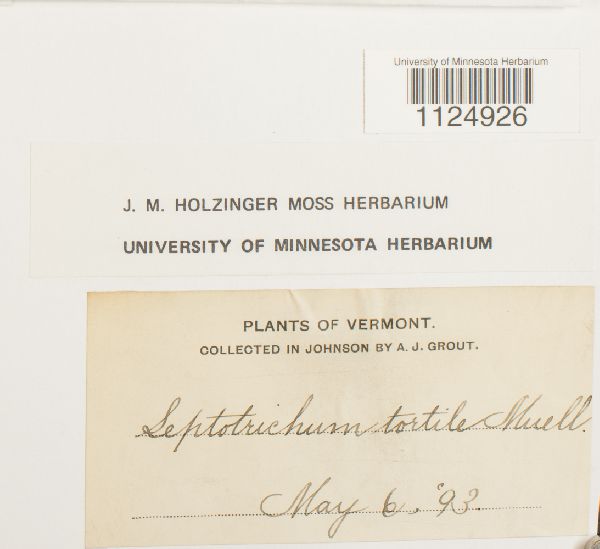 University of Minnesota Herbarium
1124926
J. M. HOLZINGER MOSS HERBARIUM
UNIVERSITY OF MINNESOTA HERBARIUM
PLANTS OF VERMONT.
COLLECTED IN JOHNSON BY A. J. GROUT.
Leptotrichum tortile Muell.
May 6. '93.